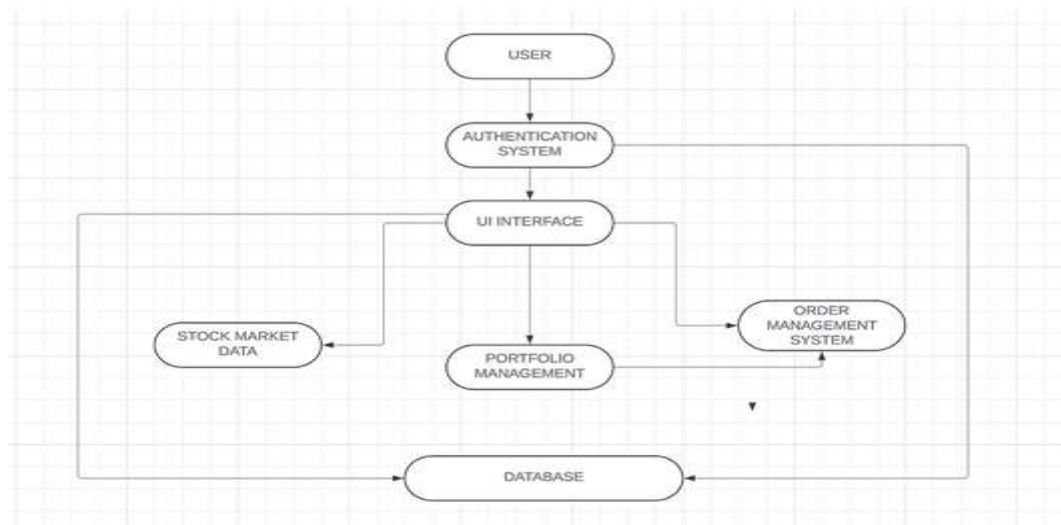 USER
AUTHENTICATION
SYSTEM
UI INTERFACE
STOCK MARKET
DATA
PORTFOLIO
MANAGEMENT
ORDER
MANAGEMENT
SYSTEM
DATABASE